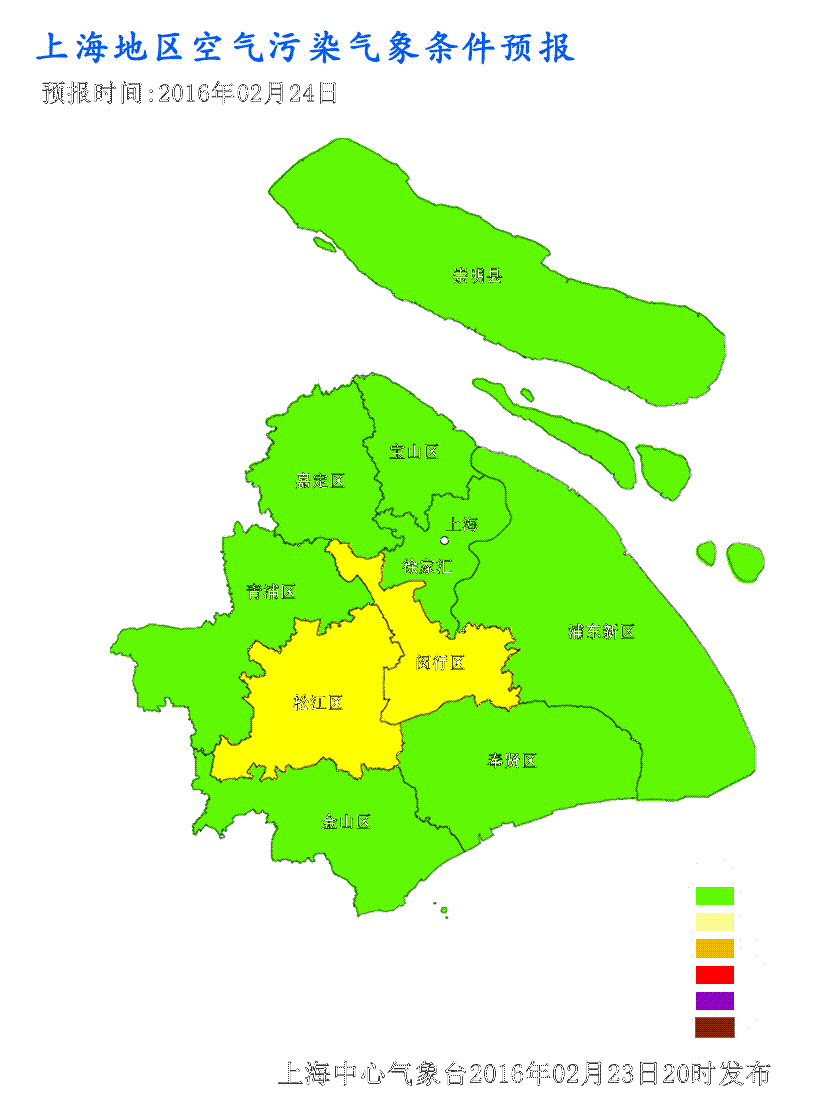 上海地区空气污染气象条件预报
预报时间:2016年02月24日
崇明县
宝山区
嘉定区
上海
徐家汇
青浦区
浦东新区
闵行区
松江区
奉贤区
金山区
上海中心气象台2016年02月23日20时发布